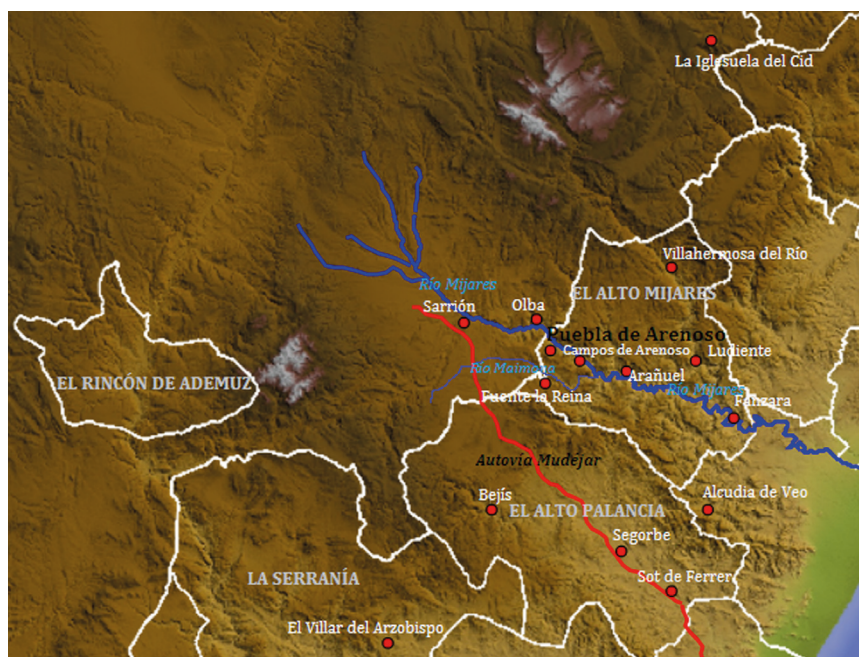 La Iglesuela del Cid
Villahermosa del Río
Río Mijares
EL ALTO MIJARES
Sarrión
Olba
Puebla de Arenoso
Campos de Arenoso
Ludiente
Río Maimona
Arañuel
EL RINCÓN DE ADEMUZ
Fuente la Reina
Río Mijares
Fanzara
Autovía Mudejar
Bejís
EL ALTO PALANCIA
Alcudia de Veo
Segorbe
LA SERRANÍA
Sot de Ferrer
El Villar del Arzobispo